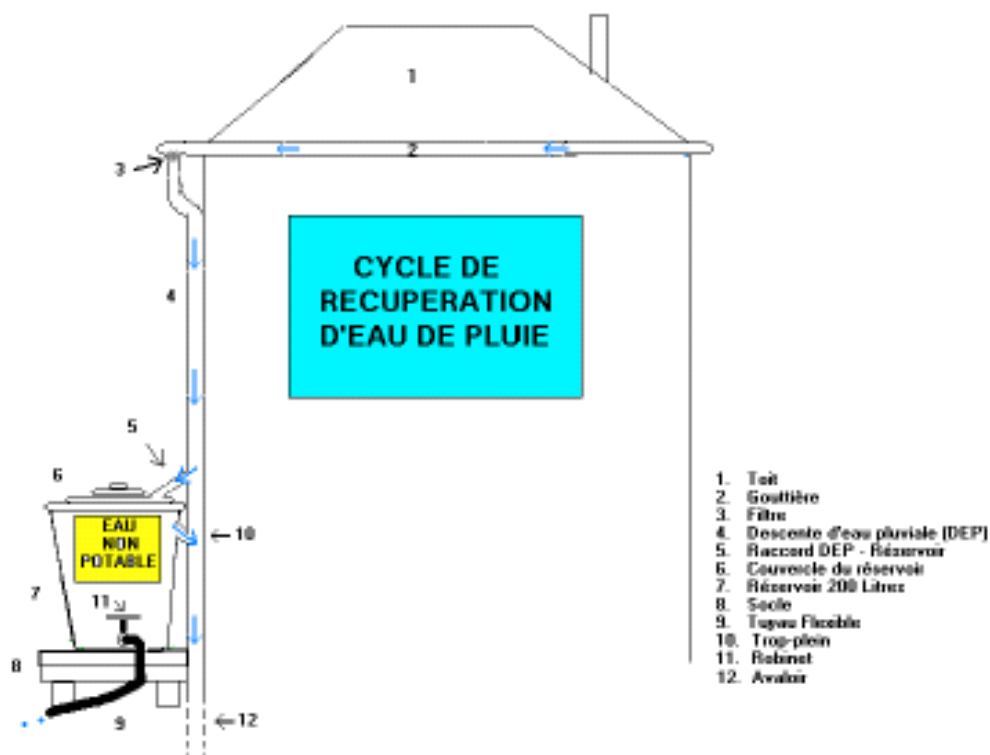 1
2
3
CYCLE DE
RECUPERATION
D'EAU DE PLUIE
4
5
6
EAU
NON
POTABLE
10
7
11
8
9
12
1. Toit
2. Gouttière
3. Filtre
4. Descente d'eau pluviale (DEP)
5. Raccord DEP - Réservoir
6. Couvercle du réservoir
7. Réservoir 200 Litres
8. Socle
9. Tuyau Flexible
10. Trop-plein
11. Robinet
12. Avaloir